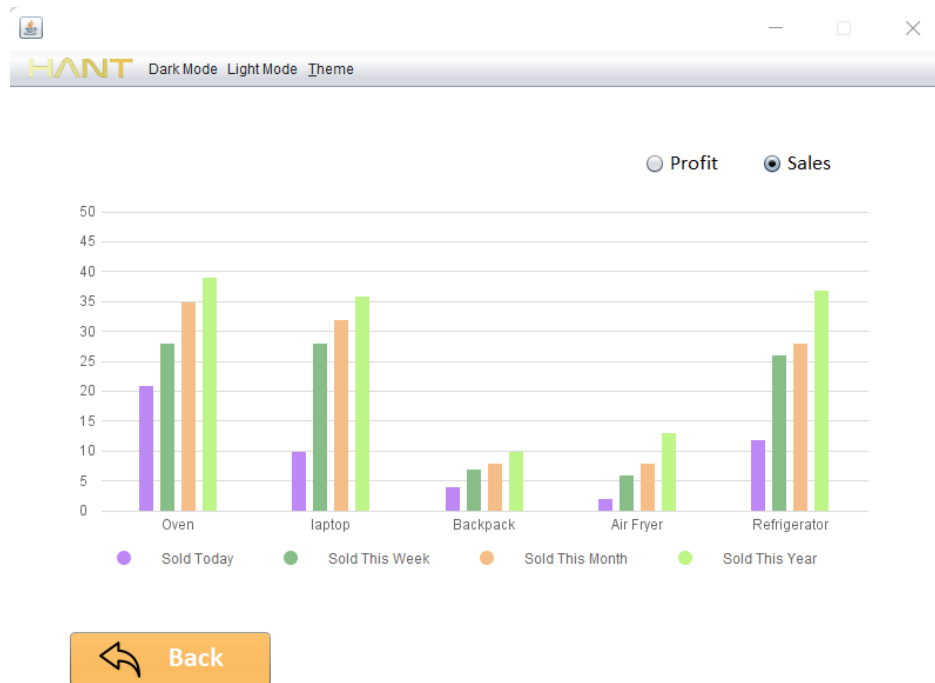 HANT Dark Mode Light Mode Theme
Profit Sales
50
45
40
35
30
25
20
15
10
5
0
Oven laptop Backpack Air Fryer Refrigerator
Sold Today Sold This Week Sold This Month Sold This Year
Back